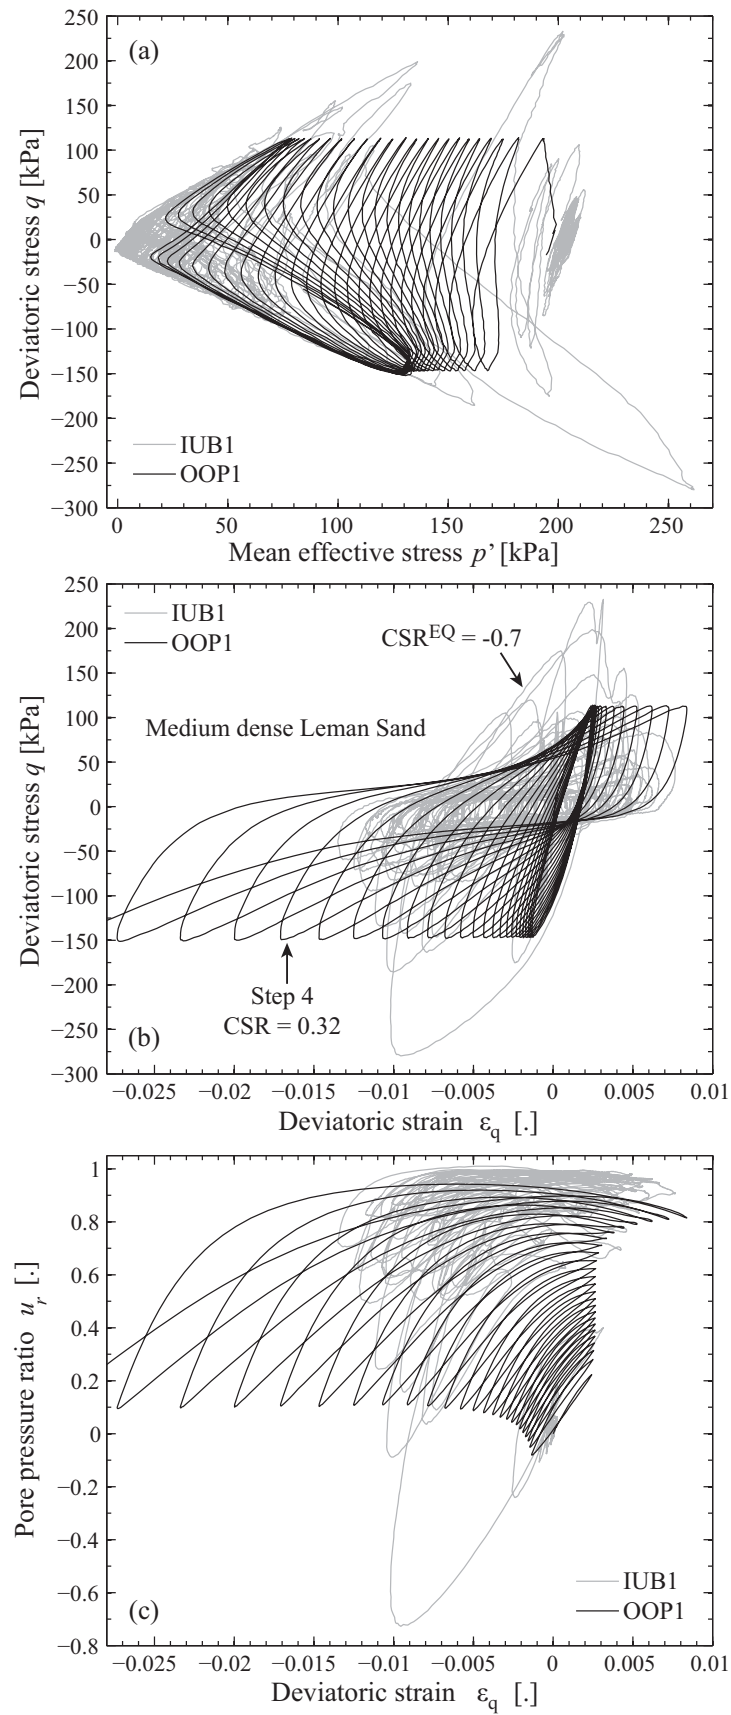 (a)
250
200
150
100
50
0
−50
−100
−150
−200
−250
−300
Deviatoric stress q [kPa]
IUB1
OOP1
0 50 100 150 200 250
Mean effective stress p' [kPa]
250
200
150
100
50
0
−50
−100
−150
−200
−250
−300
Deviatoric stress q [kPa]
IUB1
OOP1
CSREQ = -0.7
Medium dense Leman Sand
Step 4
CSR = 0.32
(b)
−0.025 −0.02 −0.015 −0.01 −0.005 0 0.005 0.01
Deviatoric strain εq [.]
1
0.8
0.6
0.4
0.2
0
−0.2
−0.4
−0.6
−0.8
Pore pressure ratio ur [.]
IUB1
OOP1
(c)
−0.025 −0.02 −0.015 −0.01 −0.005 0 0.005 0.01
Deviatoric strain εq [.]